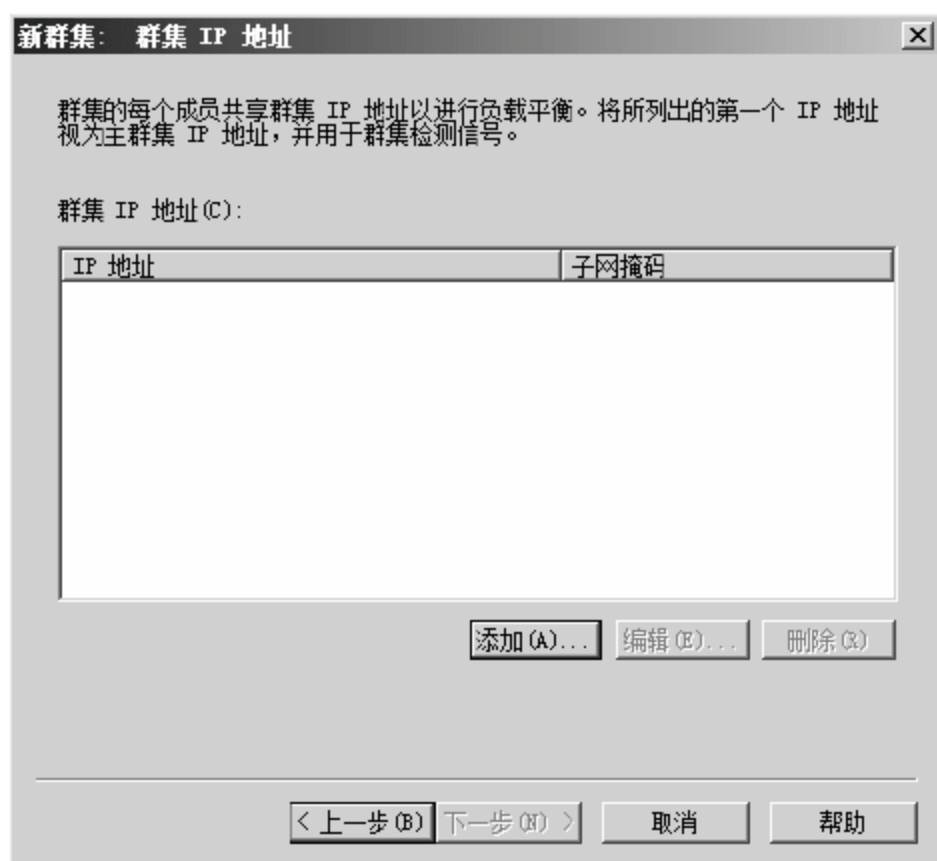 新群集: 群集 IP 地址
群集的每个成员共享群集 IP 地址以进行负载平衡。将所列出的第一个 IP 地址
视为主群集 IP 地址，并用于群集检测信号。
群集 IP 地址(C):
IP 地址 子网掩码
添加(A)... 编辑(E)... 删除(R)
< 上一步(B) 下一步(N) > 取消 帮助